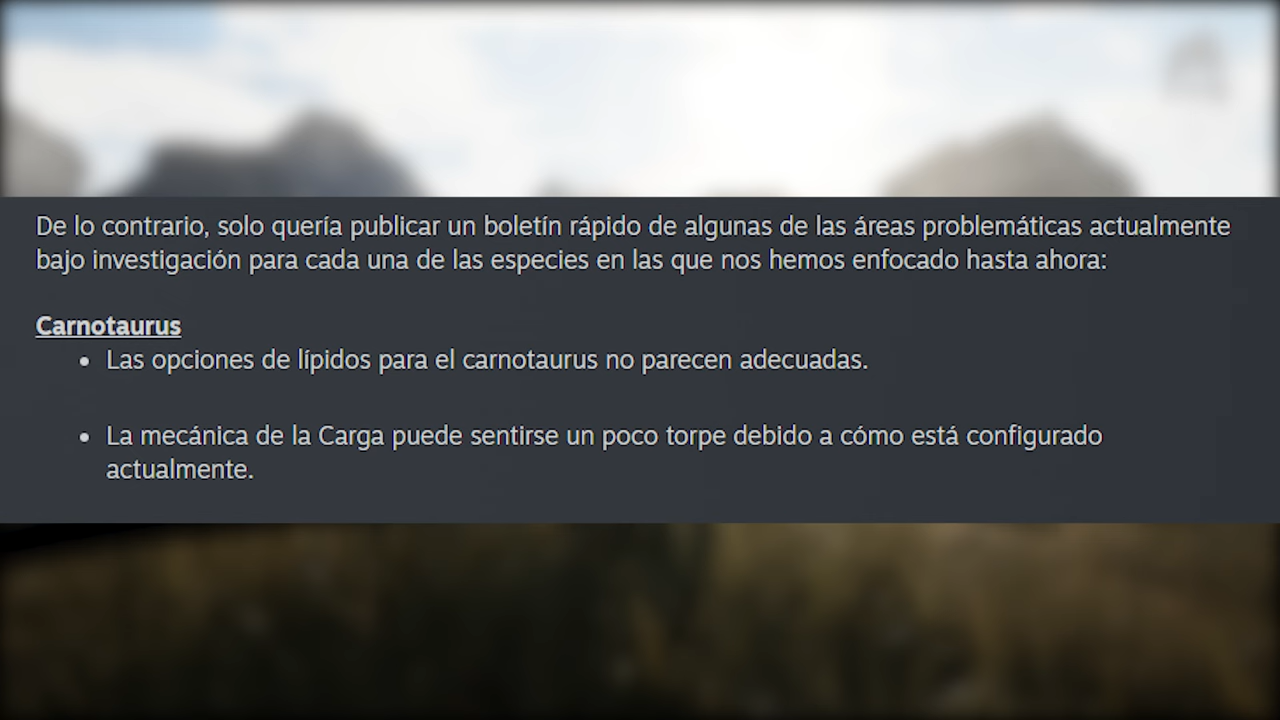 De lo contrario, solo quería publicar un boletín rápido de algunas de las áreas problemáticas actualmente
bajo investigación para cada una de las especies en las que nos hemos enfocado hasta ahora:
Carnotaurus
• Las opciones de lípidos para el carnotaurus no parecen adecuadas.
• La mecánica de la Carga puede sentirse un poco torpe debido a cómo está configurado
actualmente.